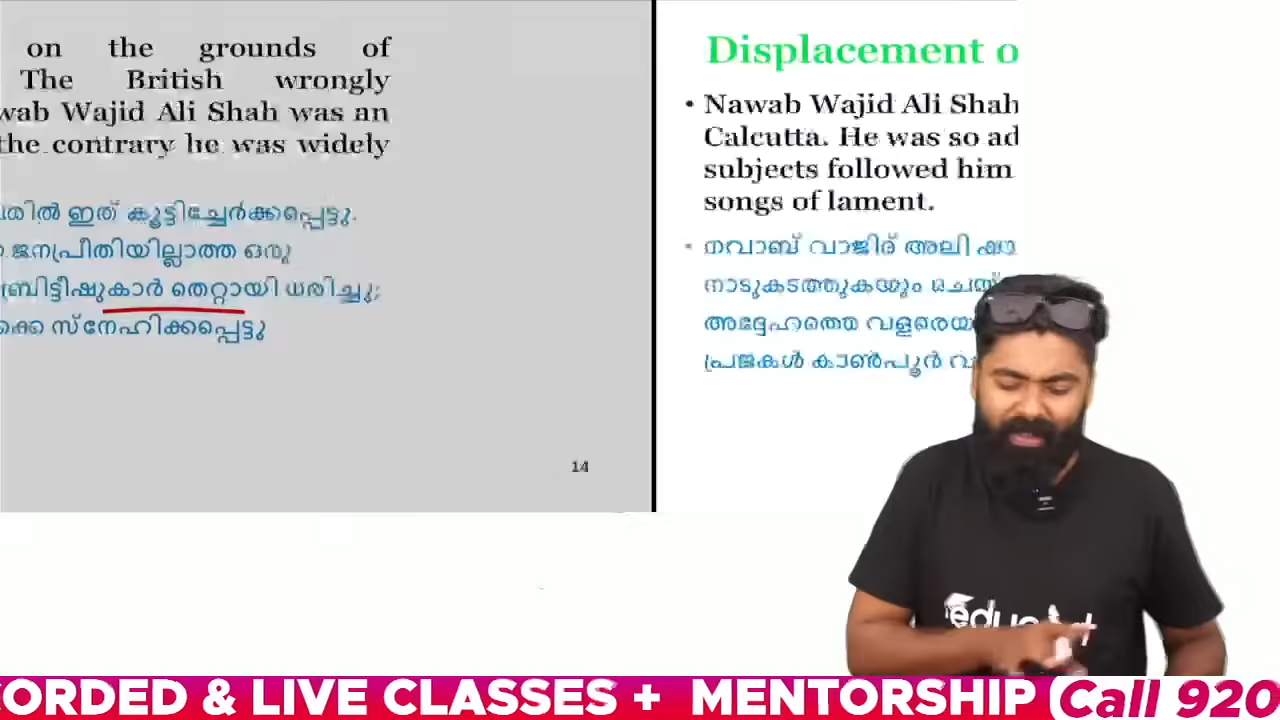 on the grounds of
The British wrongly
wab Wajid Ali Shah was an
the contrary he was widely
തിൽ ഇത് കൂട്ടിച്ചേർക്കപ്പെട്ടു.
ജനപ്രീതിയില്ലാത്ത ഒരു
ബ്രിട്ടീഷുകാർ തെറ്റായി ധരിച്ചു;
ക്കെ സ്നേഹിക്കപ്പെട്ടു
14
Displacement o
• Nawab Wajid Ali Shah
Calcutta. He was so ad
subjects followed him
songs of lament.
• നവാബ് വാജിദ് അലി ഷാ
നാടുകടത്തുകയും ചെയ്
അദ്ദേഹത്തെ വളരെയ
പ്രജകൾ കാൺപൂർ വ
CORDED & LIVE CLASSES + MENTORSHIP (Call 920